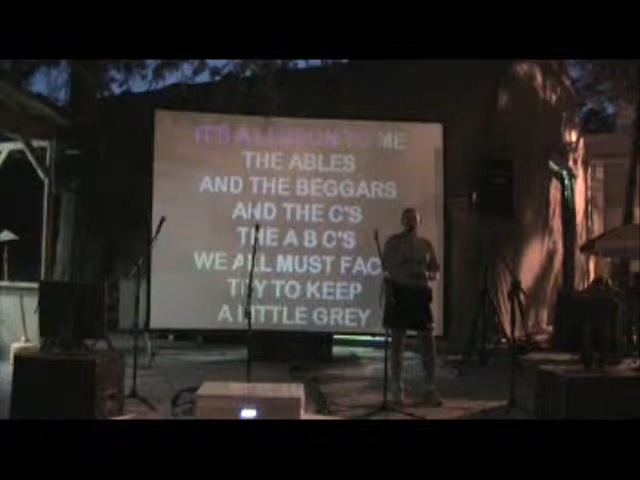 IT'S A LESSON TO ME
THE ABLES
AND THE BEGGARS
AND THE C'S
THE A B C'S
WE ALL MUST FACE
TRY TO KEEP
A LITTLE GREY